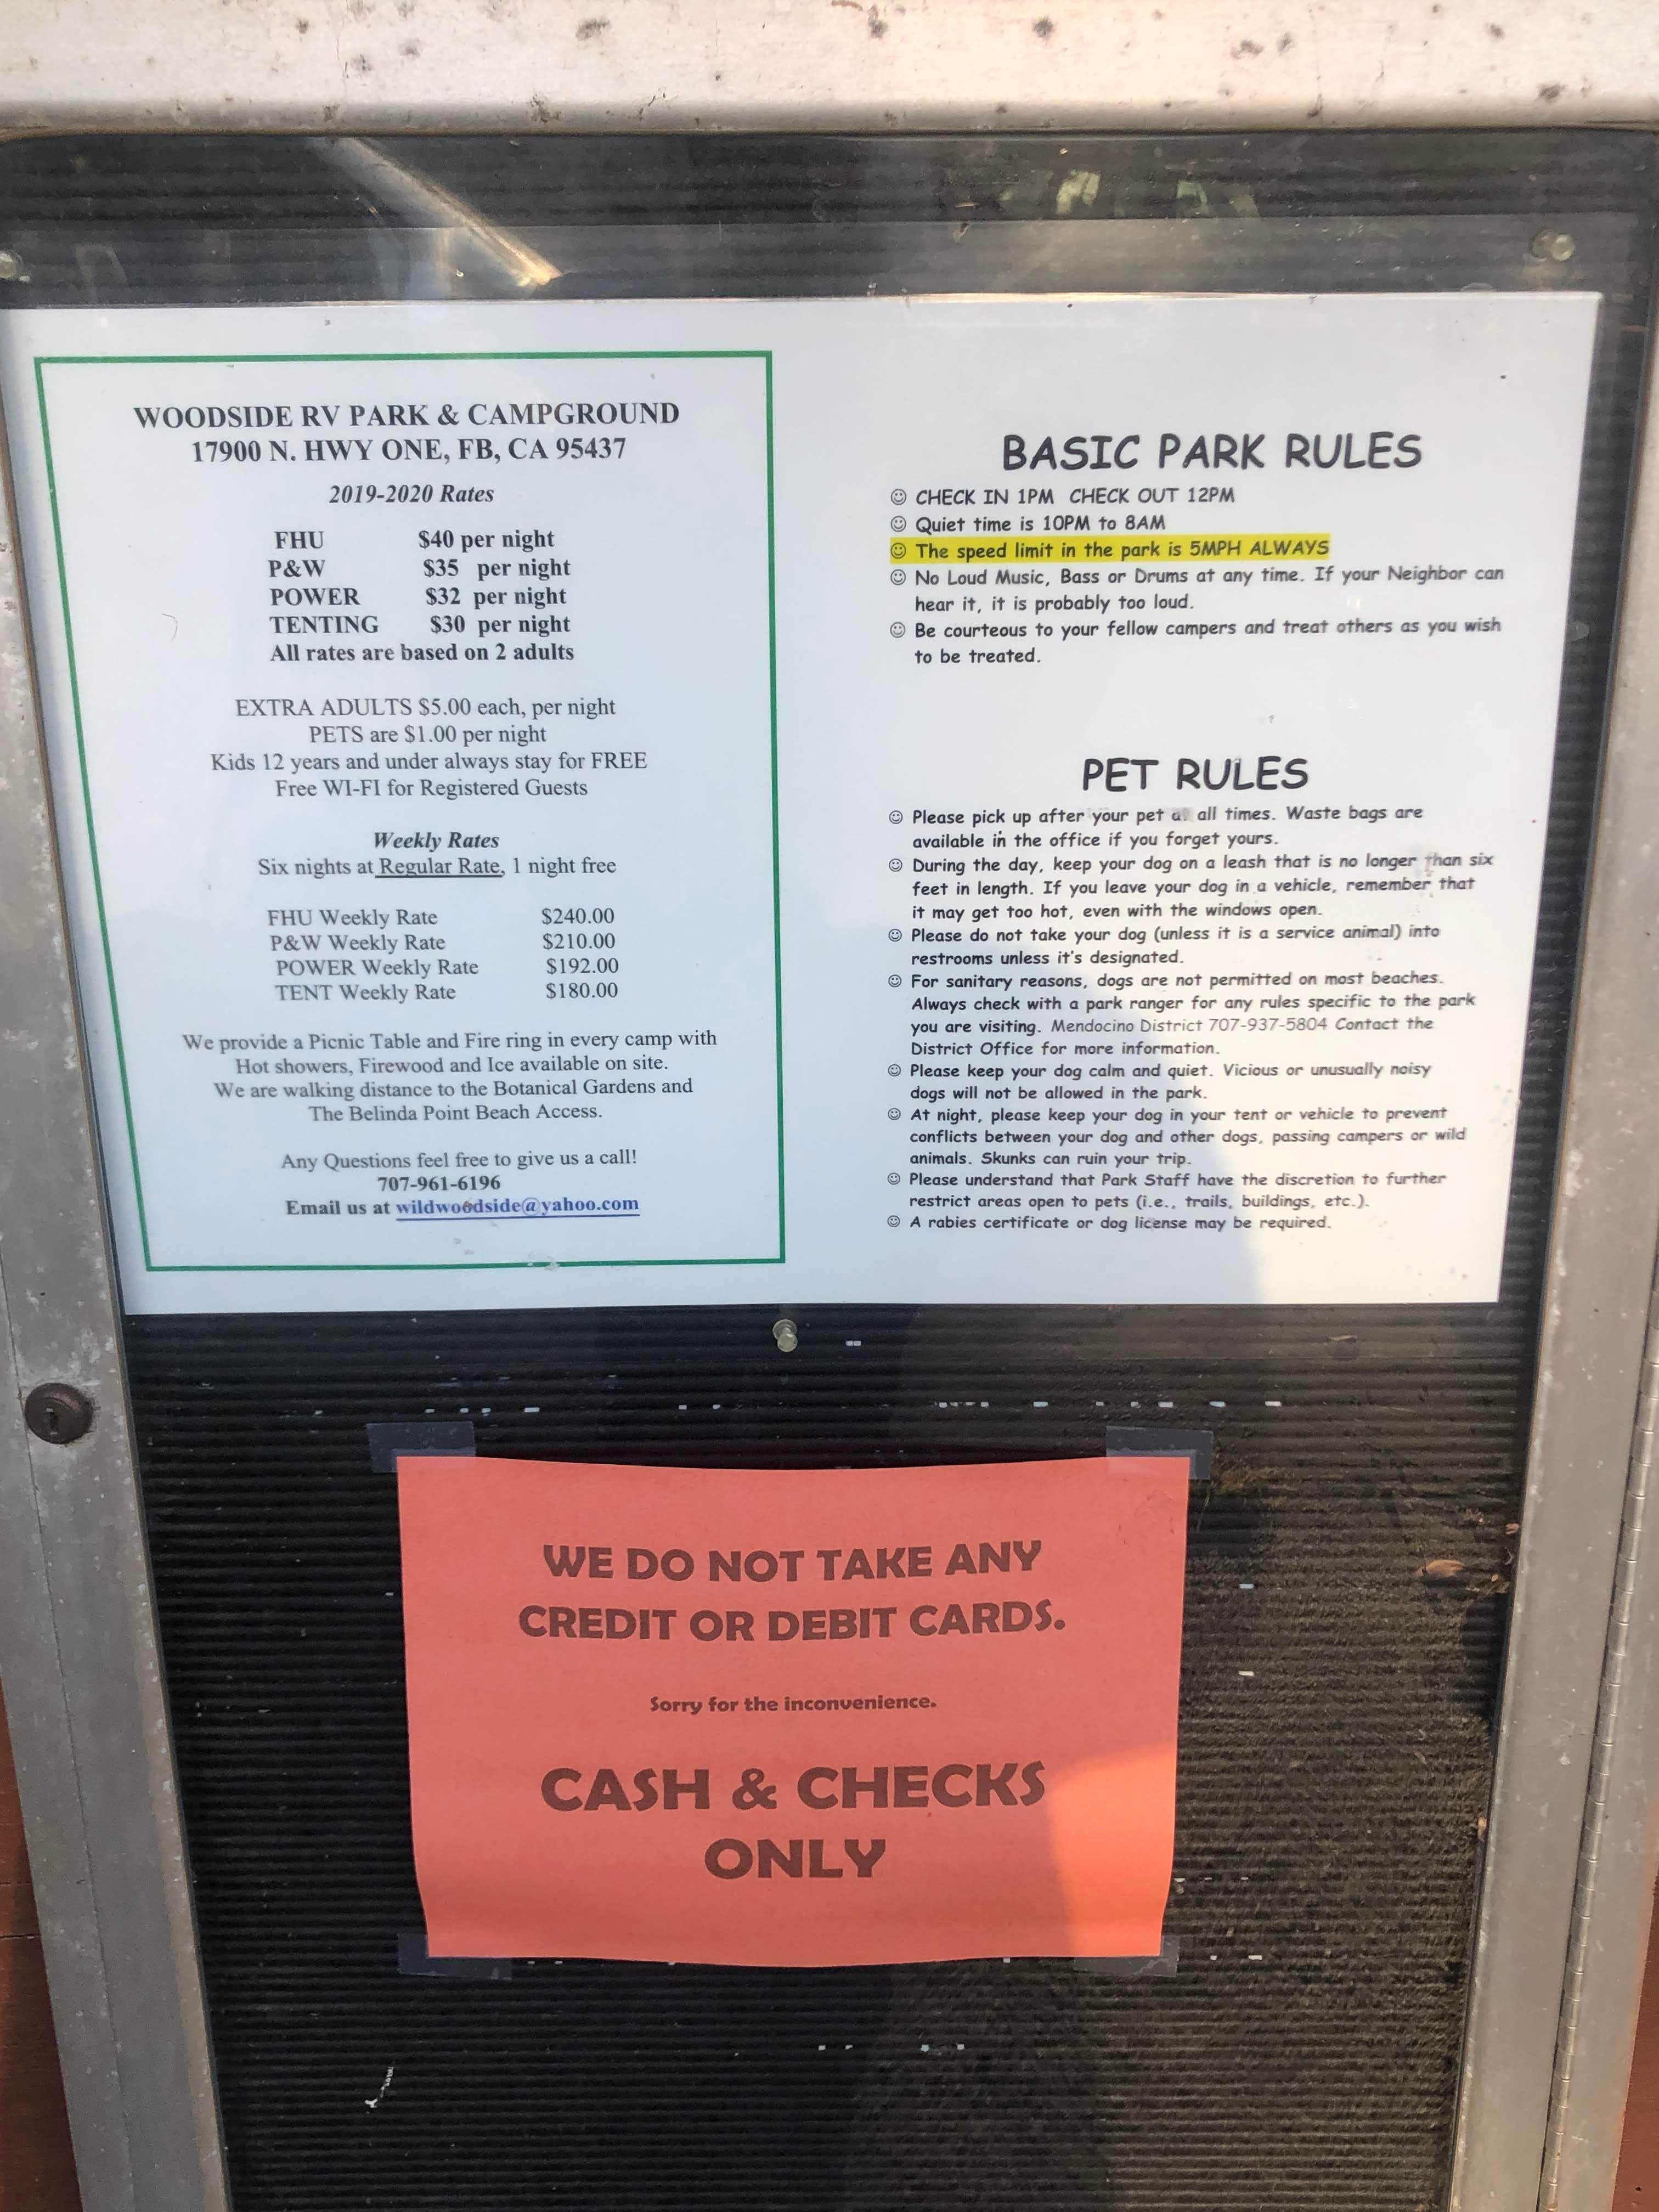 WOODSIDE RV PARK & CAMPGROUND
17900 N. HWY ONE, FB, CA 95437
2019-2020 Rates
FHU $40 per night
P&W $35 per night
POWER $32 per night
TENTING $30 per night
All rates are based on 2 adults
EXTRA ADULTS $5.00 each, per night
PETS are $1.00 per night
Kids 12 years and under always stay for FREE
Free WI-FI for Registered Guests
Weekly Rates
Six nights at Regular Rate, 1 night free
FHU Weekly Rate $240.00
P&W Weekly Rate $210.00
POWER Weekly Rate $192.00
TENT Weekly Rate $180.00
We provide a Picnic Table and Fire ring in every camp with
Hot showers, Firewood and Ice available on site.
We are walking distance to the Botanical Gardens and
The Belinda Point Beach Access.
Any Questions feel free to give us a call!
707-961-6196
Email us at wildwoodside@yahoo.com
BASIC PARK RULES
☺ CHECK IN 1PM CHECK OUT 12PM
☺ Quiet time is 10PM to 8AM
☺ The speed limit in the park is 5MPH ALWAYS
☺ No Loud Music, Bass or Drums at any time. If your Neighbor can
hear it, it is probably too loud.
☺ Be courteous to your fellow campers and treat others as you wish
to be treated.
PET RULES
☺ Please pick up after your pet at all times. Waste bags are
available in the office if you forget yours.
☺ During the day, keep your dog on a leash that is no longer than six
feet in length. If you leave your dog in a vehicle, remember that
it may get too hot, even with the windows open.
☺ Please do not take your dog (unless it is a service animal) into
restrooms unless it's designated.
☺ For sanitary reasons, dogs are not permitted on most beaches.
Always check with a park ranger for any rules specific to the park
you are visiting. Mendocino District 707-937-5804 Contact the
District Office for more information.
☺ Please keep your dog calm and quiet. Vicious or unusually noisy
dogs will not be allowed in the park.
☺ At night, please keep your dog in your tent or vehicle to prevent
conflicts between your dog and other dogs, passing campers or wild
animals. Skunks can ruin your trip.
☺ Please understand that Park Staff have the discretion to further
restrict areas open to pets (i.e., trails, buildings, etc.).
☺ A rabies certificate or dog license may be required.
WE DO NOT TAKE ANY
CREDIT OR DEBIT CARDS.
Sorry for the inconvenience.
CASH & CHECKS
ONLY